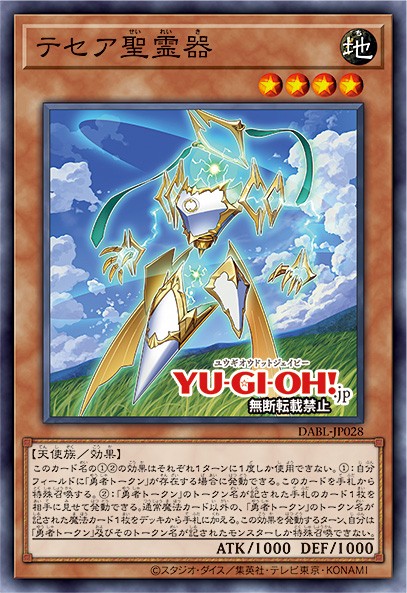 テセア聖霊器
せいれいき
地
ち
ユウギオウドットジェイピー
YU-GI-OH!.jp
無断転載禁止
DABL-JP028
【天使族／効果】
このカード名の①②の効果はそれぞれ1ターンに1度しか使用できない。①：自分
フィールドに「勇者トークン」が存在する場合に発動できる。このカードを手札から
特殊召喚する。②：「勇者トークン」のトークン名が記された手札のカード1枚を
相手に見せて発動できる。通常魔法カード以外の、「勇者トークン」のトークン名が
記された魔法カード1枚をデッキから手札に加える。この効果を発動するターン、自分は
「勇者トークン」及びそのトークン名が記されたモンスターしか特殊召喚できない。
ATK/1000 DEF/1000
©スタジオ・ダイス／集英社・テレビ東京・KONAMI